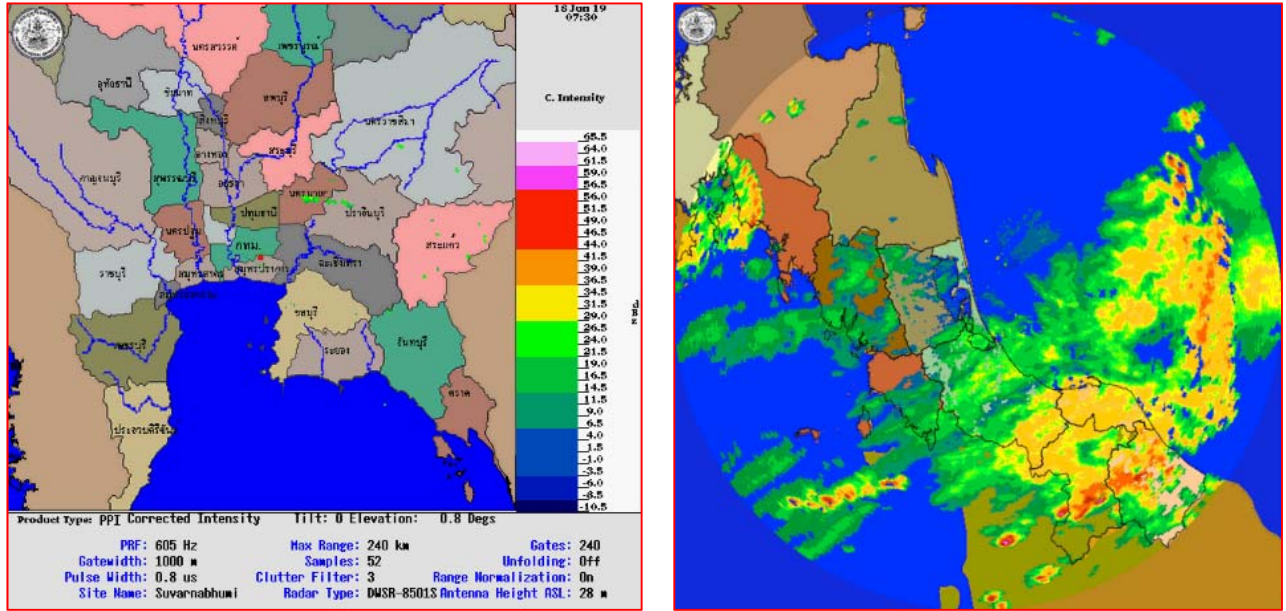 18 Jun 19
07:30
C. Intensity
นครสวรรค์
เพชรบูรณ์
อุทัยธานี
ชัยนาท
ลพบุรี
สิงห์บุรี
นครราชสีมา
อ่างทอง
สระบุรี
กาญจนบุรี
สุพรรณบุรี
อยุธยา
นครนายก
ปราจีนบุรี
ปทุมธานี
นครปฐม
กทม.
สระแก้ว
ราชบุรี
สมุทรสาคร
สมุทรปราการ
ฉะเชิงเทรา
ชลบุรี
เพชรบุรี
ระยอง
จันทบุรี
ตราด
ประจวบคีรีขันธ์
65.5
64.0
61.5
59.0
56.5
56.0
51.5
49.0
46.5
44.0
41.5
39.0
36.5
34.0
31.5
29.0
26.5
24.0
21.5
19.0
16.5
14.5
11.5
9.0
6.5
4.0
1.5
-1.0
-3.5
-6.0
-8.5
-10.5
Product Type: PPI Corrected Intensity Tilt: 0 Elevation: 0.8 Degs
PRF: 605 Hz Max Range: 240 km Gates: 240
Gatewidth: 1000 m Samples: 52 Unfolding: Off
Pulse Width: 0.8 us Clutter Filter: 3 Range Normalization: On
Site Name: Suvarnabhumi Radar Type: DWSR-8501S Antenna Height ASL: 28 m